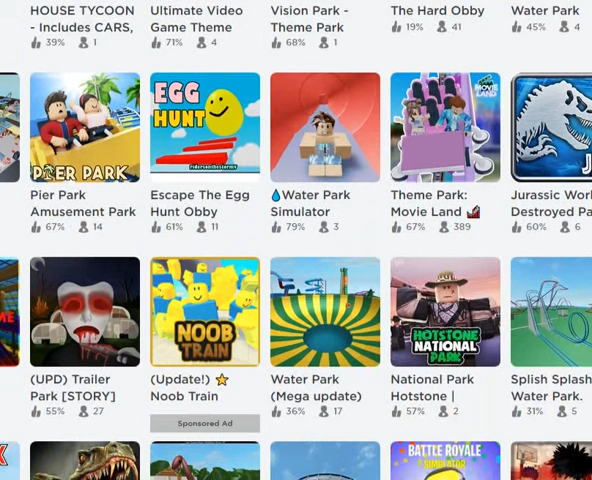 HOUSE TYCOON
- Includes CARS,
39% 1
Ultimate Video
Game Theme
71% 4
Vision Park -
Theme Park
68% 1
The Hard Obby
19% 41
Water Park
45% 4
PIER PARK
Pier Park
Amusement Park
67% 14
EGG
HUNT
Escape The Egg
Hunt Obby
61% 11
Water Park
Simulator
79% 3
MOVIE
LAND
Theme Park:
Movie Land
67% 389
J
Jurassic Worl
Destroyed Pa
60% 6
ME
(UPD) Trailer
Park [STORY]
55% 27
NOOB
TRAIN
(Update!)
Noob Train
Sponsored Ad
Water Park
(Mega update)
36% 17
HOTSTONE
NATIONAL
PARK
National Park
Hotstone |
57% 2
Splish Splash
Water Park.
31% 5
X
BATTLE ROYALE
SIMULATOR